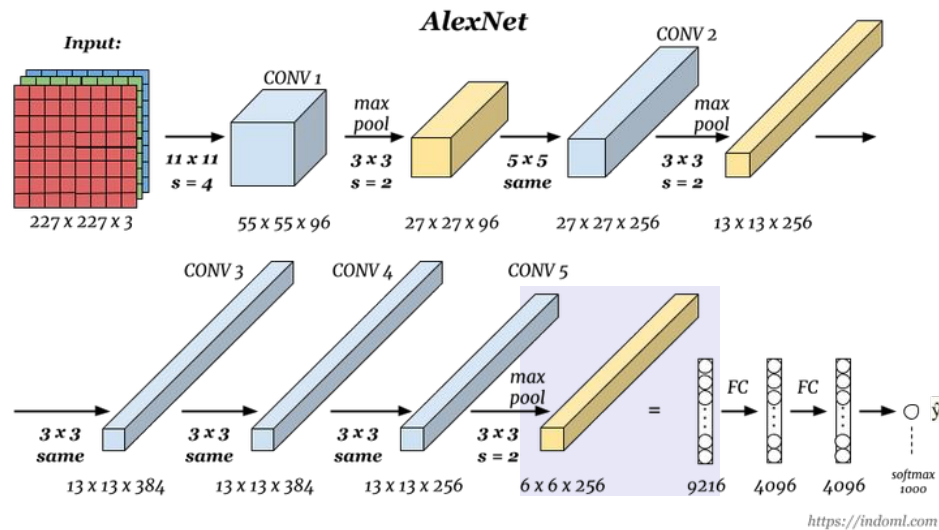 AlexNet
Input:
CONV 1
CONV 2
max
pool
max
pool
11 x 11
s = 4
3 x 3
s = 2
5 x 5
same
3 x 3
s = 2
227 x 227 x 3
55 x 55 x 96
27 x 27 x 96
27 x 27 x 256
13 x 13 x 256
CONV 3
CONV 4
CONV 5
max
pool
FC
FC
=
ŷ
3 x 3
same
3 x 3
same
3 x 3
same
3 x 3
s = 2
softmax
1000
13 x 13 x 384
13 x 13 x 384
13 x 13 x 256
6 x 6 x 256
9216
4096
4096
https://indoml.com